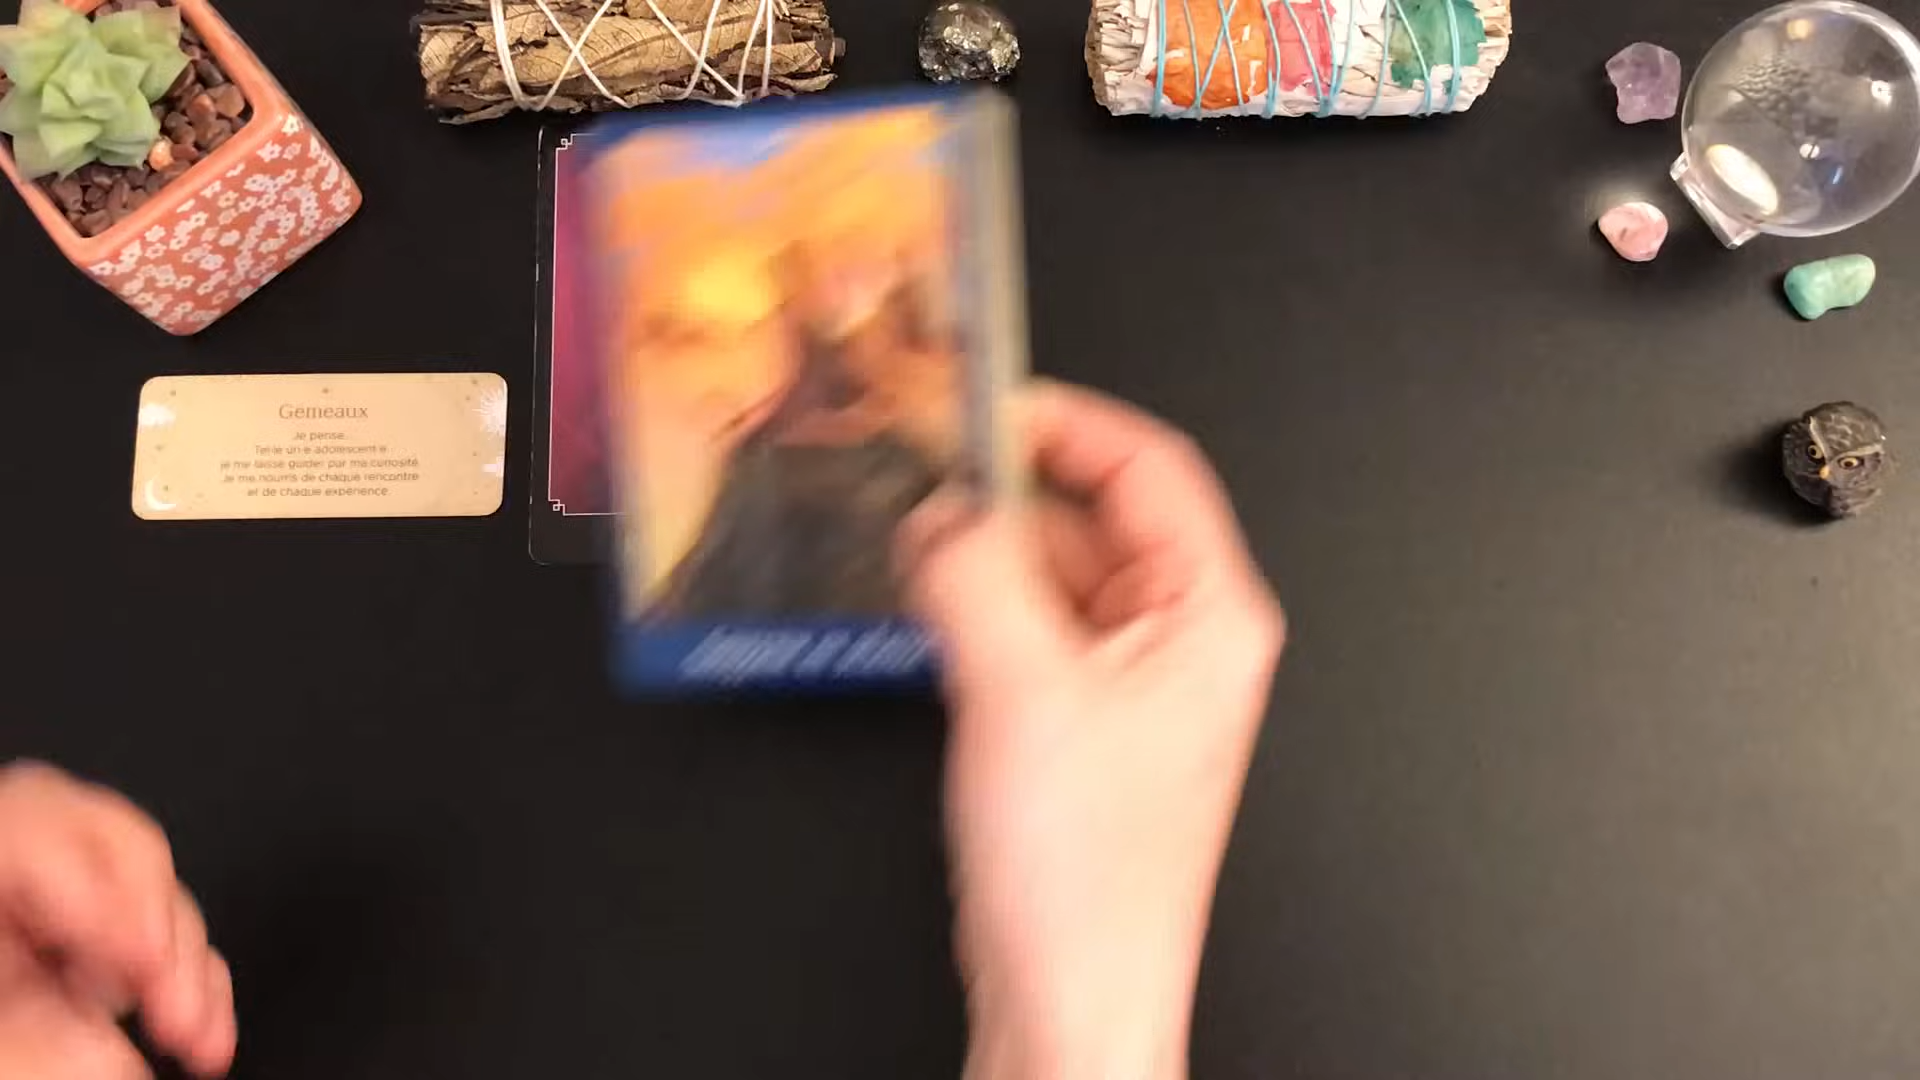 Gémeaux
Je pense...
Tel·le un·e adolescent·e
je me laisse guider par ma curiosité.
Je me nourris de chaque rencontre
et de chaque expérience.